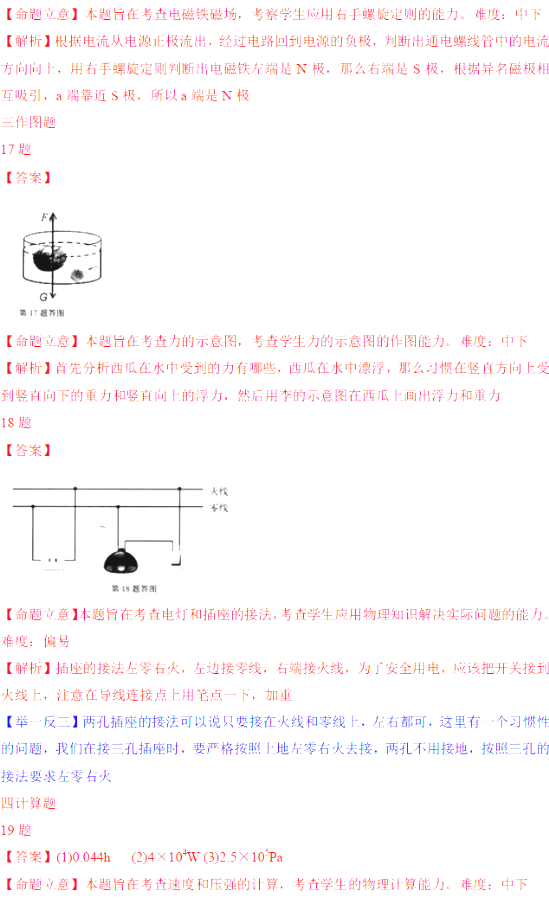 【命题立意】本题旨在考查电磁铁磁场，考察学生应用右手螺旋定则的能力。难度：中下
【解析】根据电流从电源正极流出，经过电路回到电源的负极，判断出通电螺线管中的电流
方向向上，用右手螺旋定则判断出电磁铁左端是 N 极，那么右端是 S 极，根据异名磁极相
互吸引，a 端靠近 S 极，所以 a 端是 N 极
三作图题
17 题
【答案】
F
G
第17题答图
【命题立意】本题旨在考查力的示意图，考查学生力的示意图的作图能力。难度：中下
【解析】首先分析西瓜在水中受到的力有哪些，西瓜在水中漂浮，那么习惯在竖直方向上受
到竖直向下的重力和竖直向上的浮力，然后用李的示意图在西瓜上画出浮力和重力
18 题
【答案】
火线
零线
第18题答图
【命题立意】本题旨在考查电灯和插座的接法，考查学生应用物理知识解决实际问题的能力。
难度：偏易
【解析】插座的接法左零右火，左边接零线，右端接火线，为了安全用电，应该把开关接到
火线上，注意在导线连接点上用笔点一下，加重
【举一反三】两孔插座的接法可以说只要接在火线和零线上，左右都可，这里有一个习惯性
的问题，我们在接三孔插座时，要严格按照上地左零右火去接，两孔不用接地，按照三孔的
接法要求左零右火
四计算题
19 题
【答案】(1)0.044h (2)4×10⁴W (3)2.5×10⁵Pa
【命题立意】本题旨在考查速度和压强的计算，考查学生的物理计算能力。难度：中下